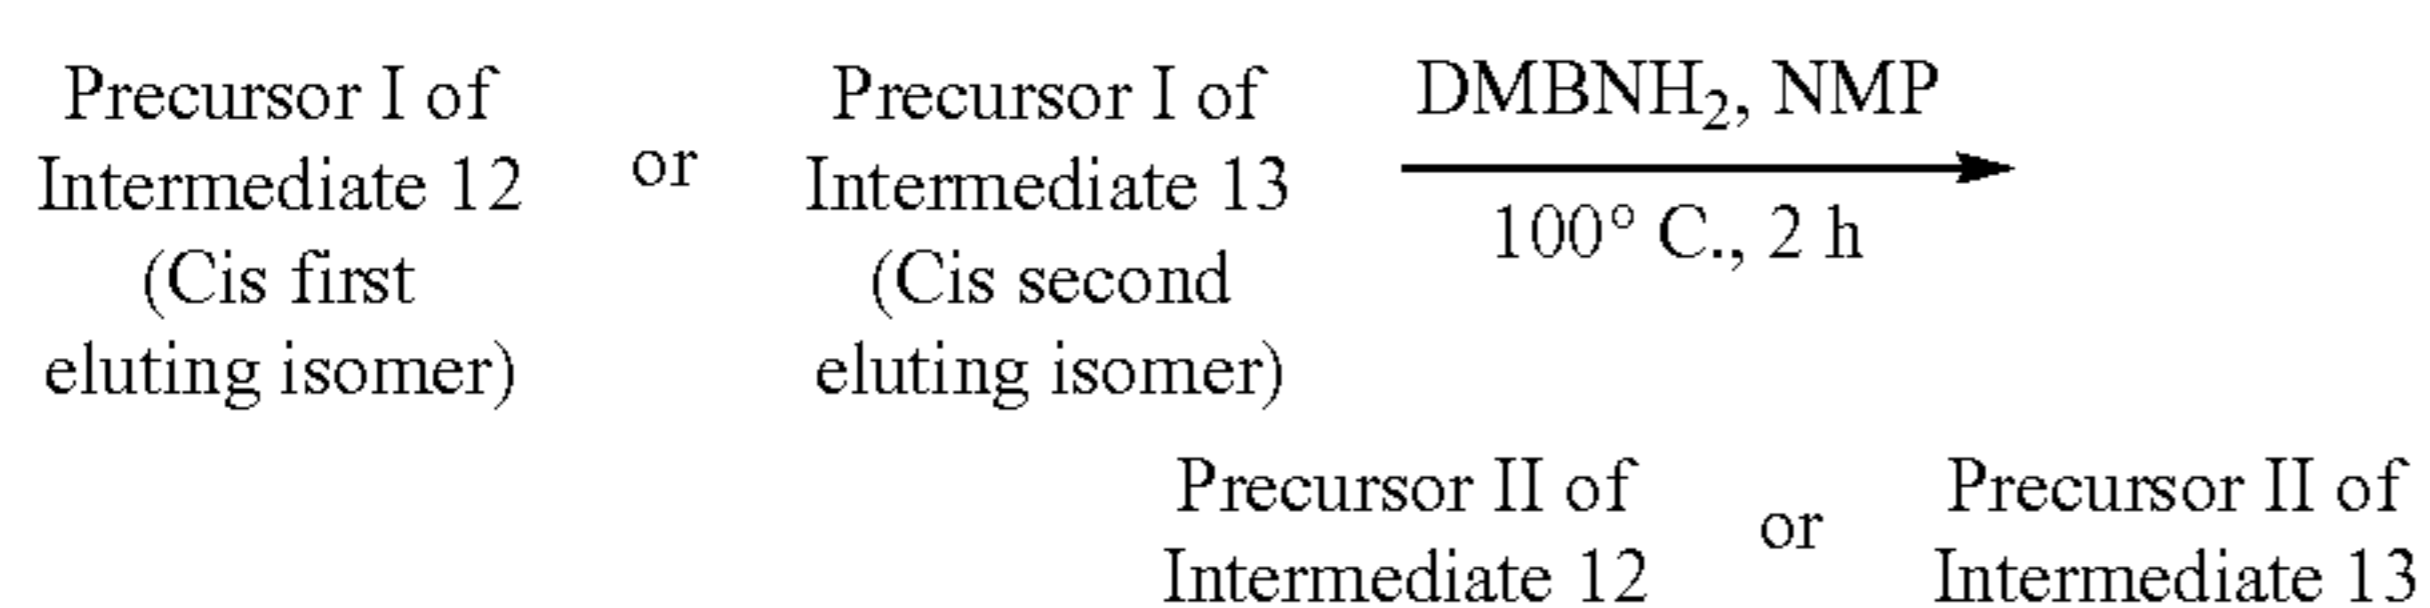 Precursor I of
Intermediate 12
(Cis first
eluting isomer)
or
Precursor I of
Intermediate 13
(Cis second
eluting isomer)
DMBNH₂, NMP
100° C., 2 h
Precursor II of
Intermediate 12
or
Precursor II of
Intermediate 13